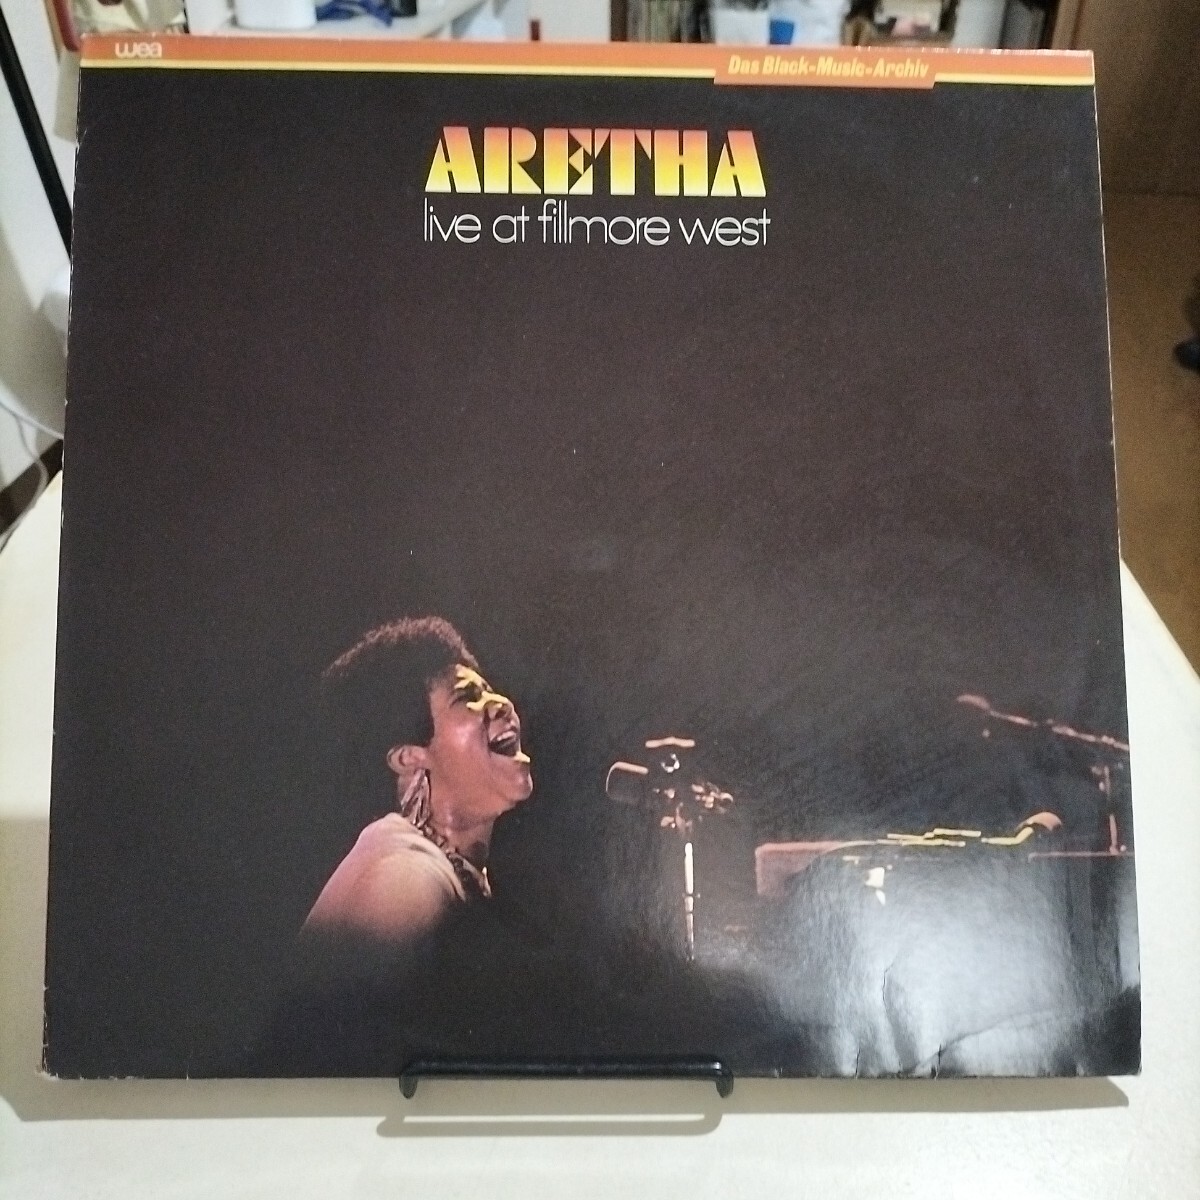 wea
Das Black-Music-Archiv
ARETHA
live at fillmore west